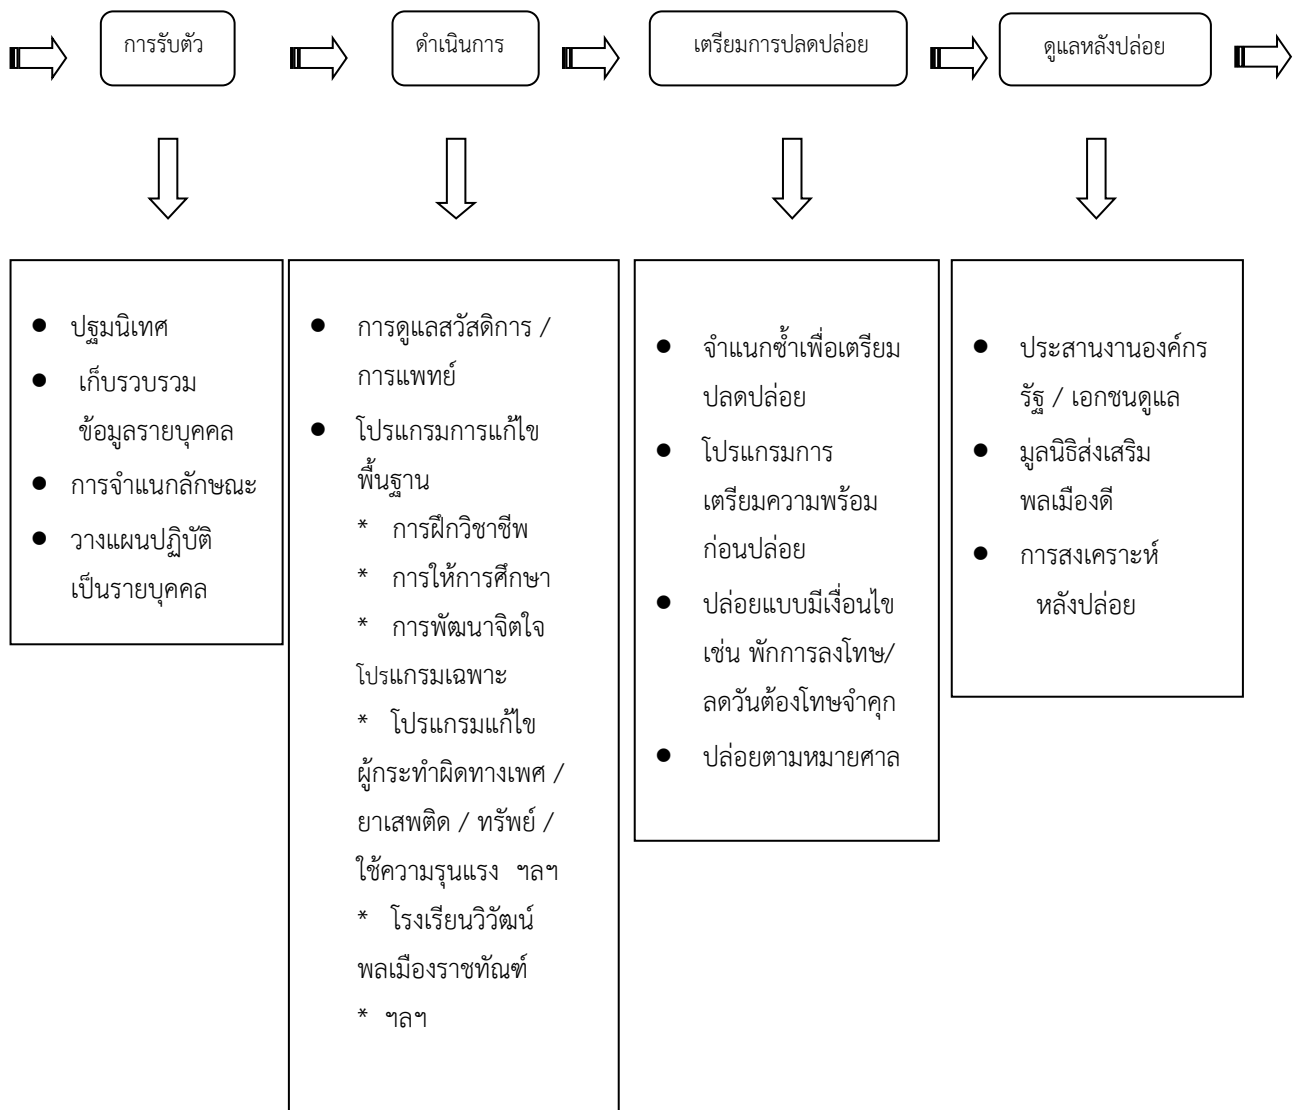 การรับตัว
ดำเนินการ
เตรียมการปลดปล่อย
ดูแลหลังปล่อย
● ปฐมนิเทศ
● เก็บรวบรวม
ข้อมูลรายบุคคล
● การจำแนกลักษณะ
● วางแผนปฏิบัติ
เป็นรายบุคคล
● การดูแลสวัสดิการ /
การแพทย์
● โปรแกรมการแก้ไข
พื้นฐาน
* การฝึกวิชาชีพ
* การให้การศึกษา
* การพัฒนาจิตใจ
โปรแกรมเฉพาะ
* โปรแกรมแก้ไข
ผู้กระทำผิดทางเพศ /
ยาเสพติด / ทรัพย์ /
ใช้ความรุนแรง ฯลฯ
* โรงเรียนวิวัฒน์
พลเมืองราชทัณฑ์
* ฯลฯ
● จำแนกซ้ำเพื่อเตรียม
ปลดปล่อย
● โปรแกรมการ
เตรียมความพร้อม
ก่อนปล่อย
● ปล่อยแบบมีเงื่อนไข
เช่น พักการลงโทษ/
ลดวันต้องโทษจำคุก
● ปล่อยตามหมายศาล
● ประสานงานองค์กร
รัฐ / เอกชนดูแล
● มูลนิธิส่งเสริม
พลเมืองดี
● การสงเคราะห์
หลังปล่อย